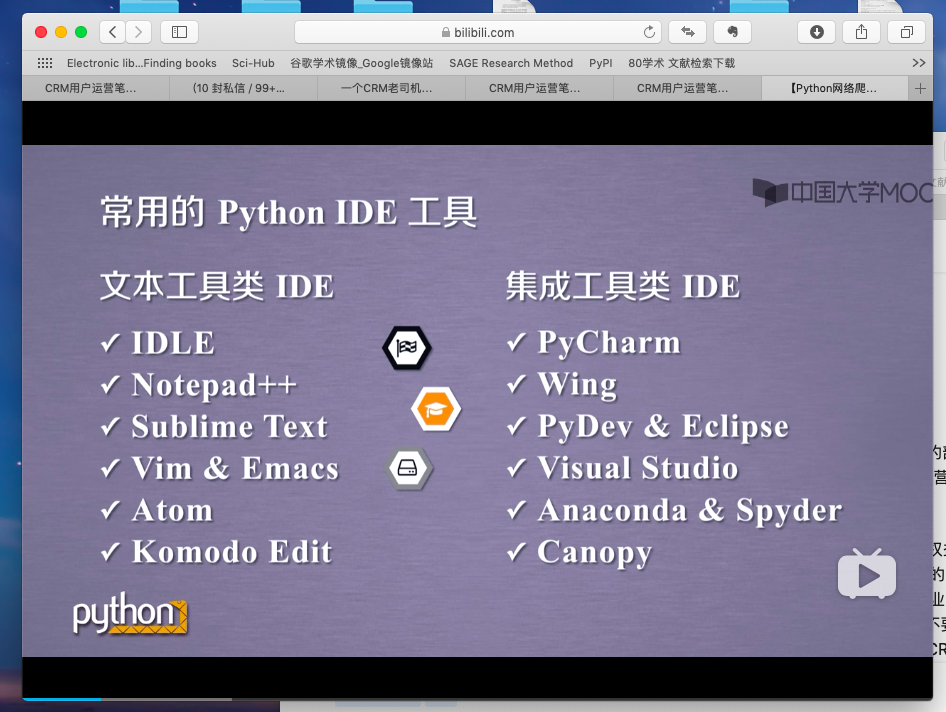 bilibili.com
Electronic lib...Finding books Sci-Hub 谷歌学术镜像_Google镜像站 SAGE Research Method PyPI 80学术 文献检索下载 >>
CRM用户运营笔... (10 封私信 / 99+... 一个CRM老司机... CRM用户运营笔... CRM用户运营笔... 【Python网络爬... +
中国大学MOO
常用的 Python IDE 工具
文本工具类 IDE
✓ IDLE
✓ Notepad++
✓ Sublime Text
✓ Vim & Emacs
✓ Atom
✓ Komodo Edit
集成工具类 IDE
✓ PyCharm
✓ Wing
✓ PyDev & Eclipse
✓ Visual Studio
✓ Anaconda & Spyder
✓ Canopy
python
的
营
的
业
CR